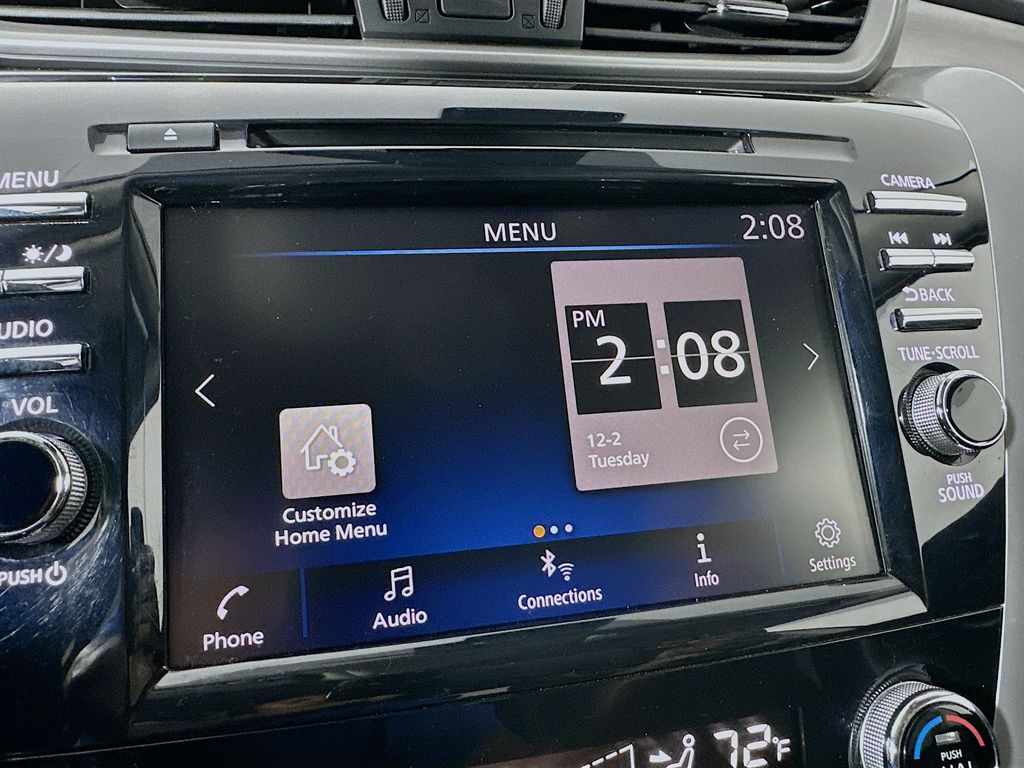 MENU
CAMERA
BACK
UDIO
TUNE·SCROLL
VOL
PUSH
SOUND
PUSH
MENU
2:08
PM
2:08
12-2
Tuesday
Customize
Home Menu
Phone
Audio
Connections
Info
Settings
72°F
PUSH